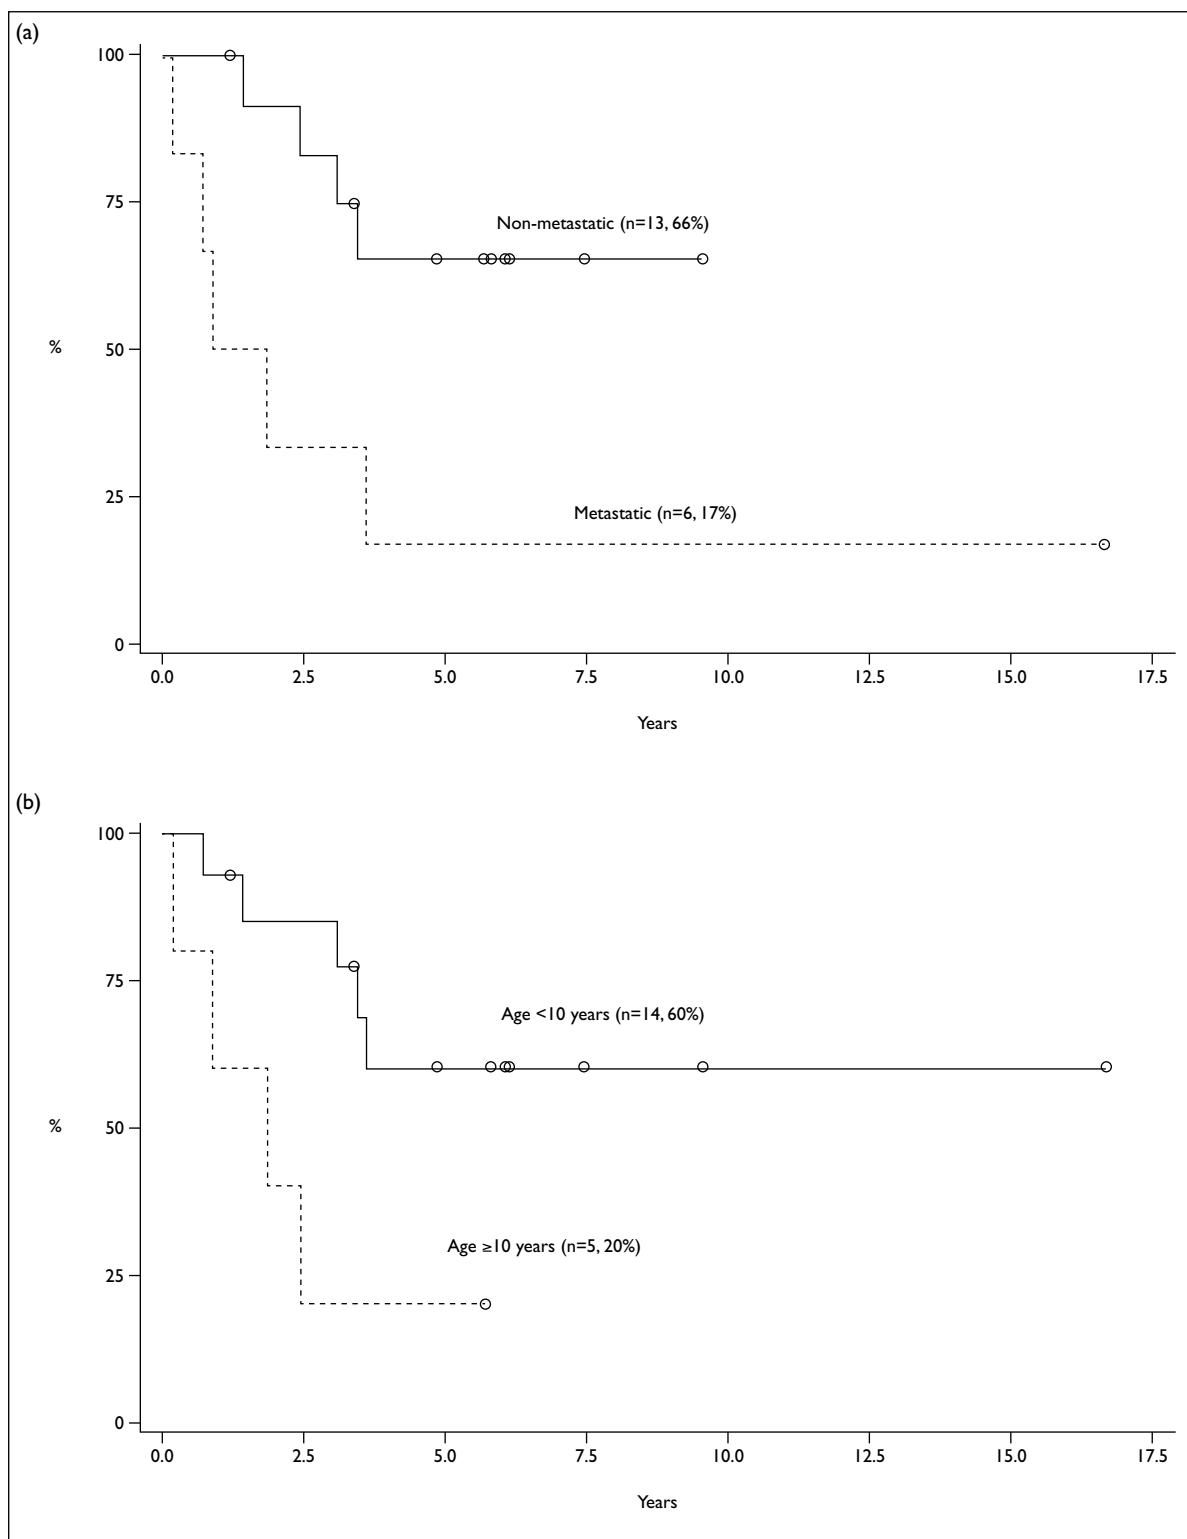 (a)
100
75
Non-metastatic (n=13, 66%)
%
50
25
Metastatic (n=6, 17%)
0
0.0 2.5 5.0 7.5 10.0 12.5 15.0 17.5
Years
(b)
100
75
Age <10 years (n=14, 60%)
%
50
Age ≥10 years (n=5, 20%)
25
0
0.0 2.5 5.0 7.5 10.0 12.5 15.0 17.5
Years